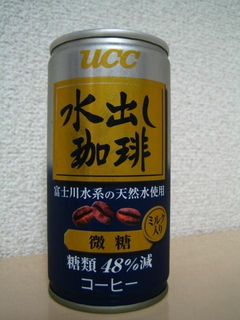 UCC
水出し
珈琲
富士川水系の天然水使用
ミルク
入り
微糖
糖類48%減
コーヒー